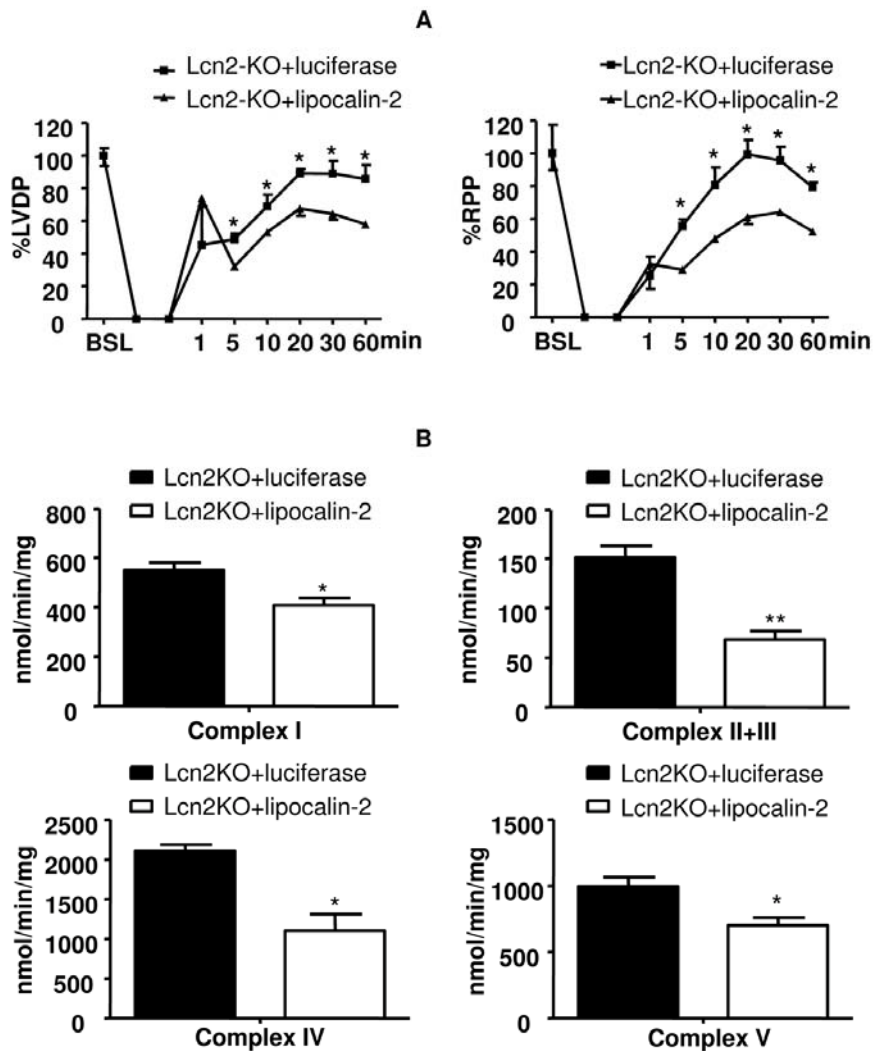 A
Lcn2-KO+luciferase
Lcn2-KO+lipocalin-2
%LVDP
120
100
80
60
40
20
0
BSL 1 5 10 20 30 60min
* * * * *
Lcn2-KO+luciferase
Lcn2-KO+lipocalin-2
%RPP
120
100
80
60
40
20
0
BSL 1 5 10 20 30 60min
* * * * *
B
Lcn2KO+luciferase
Lcn2KO+lipocalin-2
nmol/min/mg
800
600
400
200
0
*
Complex I
Lcn2KO+luciferase
Lcn2KO+lipocalin-2
nmol/min/mg
200
150
100
50
0
**
Complex II+III
Lcn2KO+luciferase
Lcn2KO+lipocalin-2
nmol/min/mg
2500
2000
1500
1000
500
0
*
Complex IV
Lcn2KO+luciferase
Lcn2KO+lipocalin-2
nmol/min/mg
1500
1000
500
0
*
Complex V